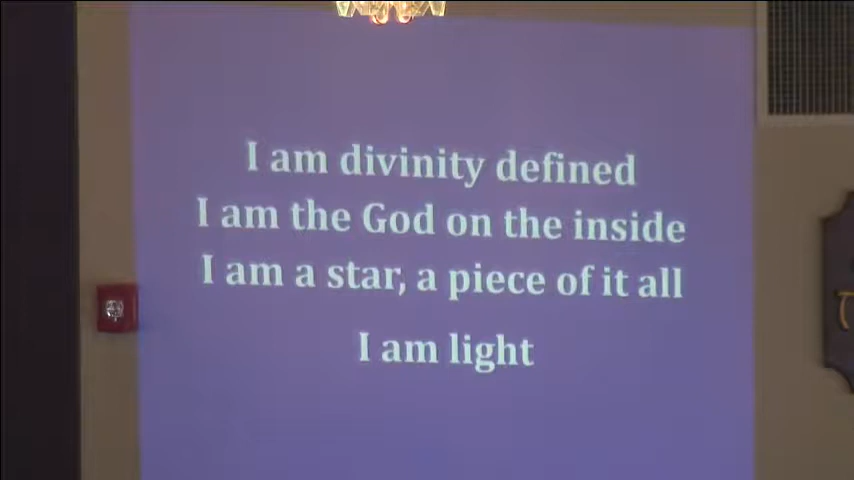 I am divinity defined
I am the God on the inside
I am a star, a piece of it all
I am light